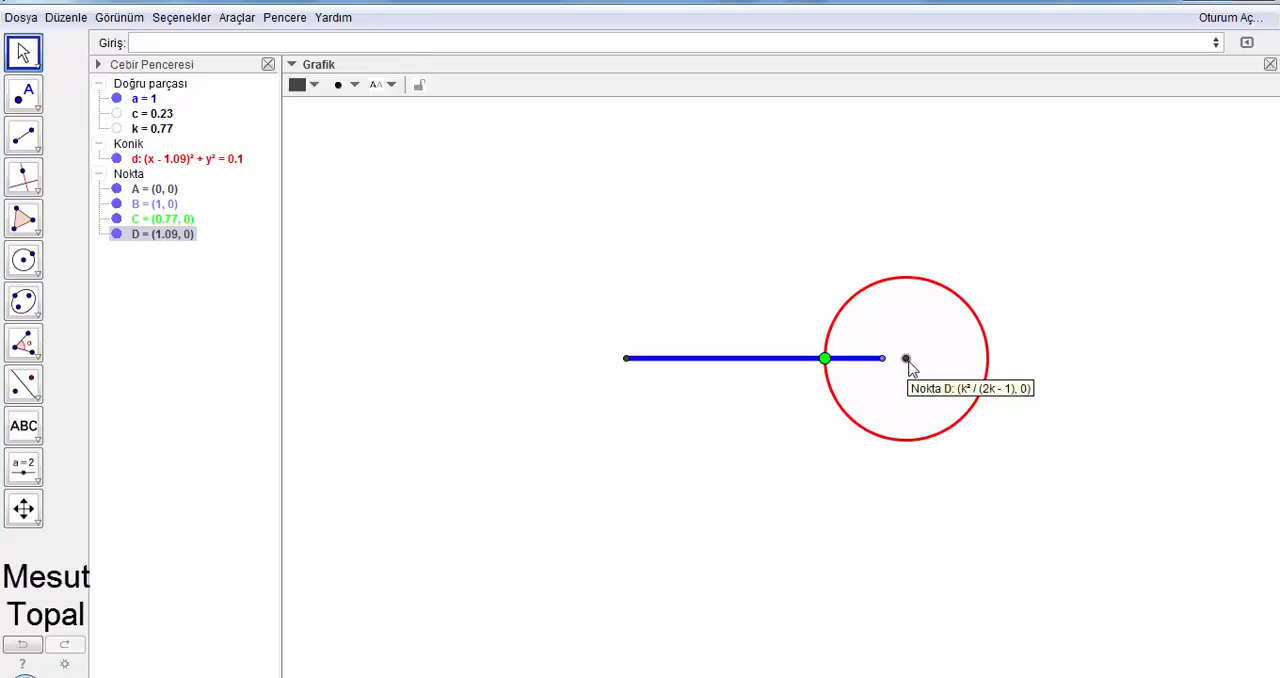 Dosya Düzenle Görünüm Seçenekler Araçlar Pencere Yardım Oturum Aç...
Giriş:
Cebir Penceresi
Grafik
Doğru parçası
a = 1
c = 0.23
k = 0.77
Konik
d: (x - 1.09)² + y² = 0.1
Nokta
A = (0, 0)
B = (1, 0)
C = (0.77, 0)
D = (1.09, 0)
Nokta D: (k² / (2k - 1), 0)
A
α
ABC
a = 2
Mesut
Topal
?